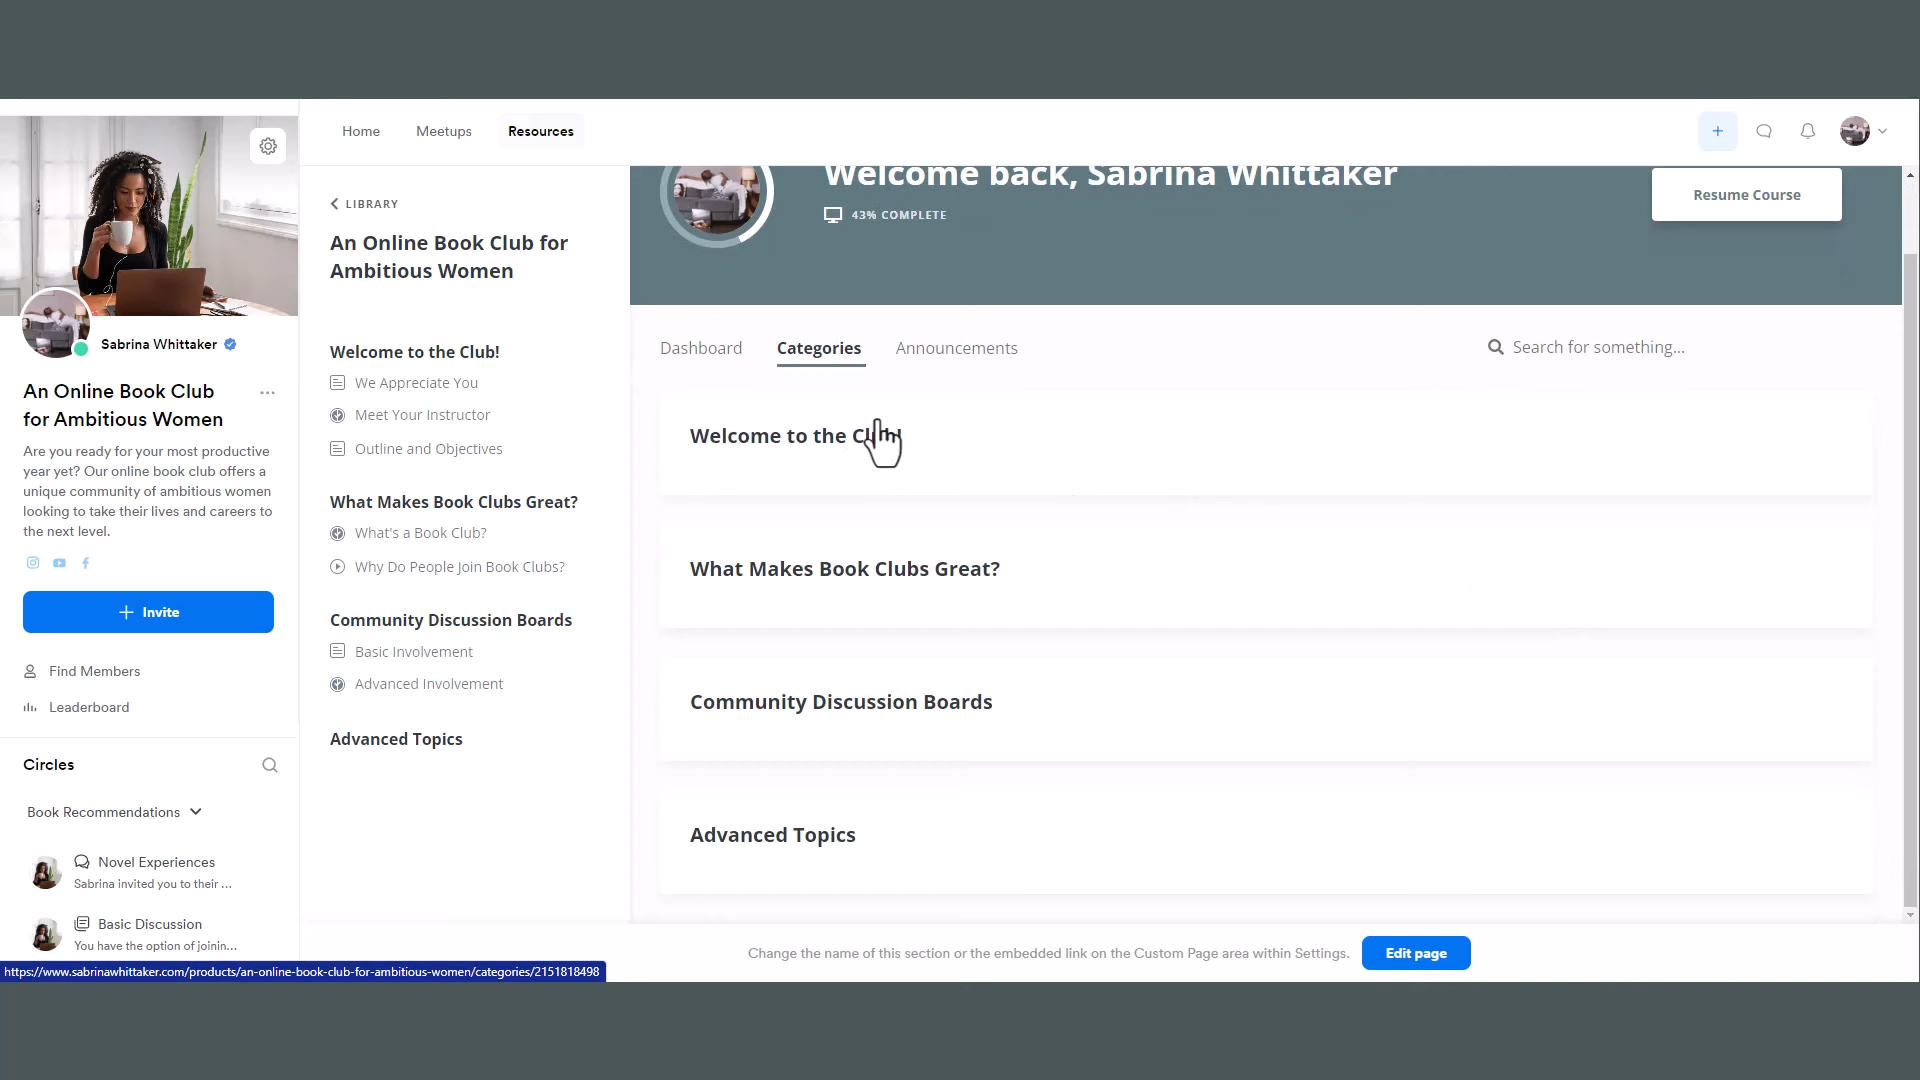 Home
Meetups
Resources
Sabrina Whittaker
An Online Book Club
for Ambitious Women
Are you ready for your most productive
year yet? Our online book club offers a
unique community of ambitious women
looking to take their lives and careers to
the next level.
Invite
Find Members
Leaderboard
Circles
Book Recommendations
Novel Experiences
Sabrina invited you to their ...
Basic Discussion
You have the option of joinin...
https://www.sabrinawhittaker.com/products/an-online-book-club-for-ambitious-women/categories/2151818498
LIBRARY
An Online Book Club for
Ambitious Women
Welcome to the Club!
We Appreciate You
Meet Your Instructor
Outline and Objectives
What Makes Book Clubs Great?
What's a Book Club?
Why Do People Join Book Clubs?
Community Discussion Boards
Basic Involvement
Advanced Involvement
Advanced Topics
Welcome back, Sabrina Whittaker
43% COMPLETE
Resume Course
Dashboard
Categories
Announcements
Search for something...
Welcome to the Club!
What Makes Book Clubs Great?
Community Discussion Boards
Advanced Topics
Change the name of this section or the embedded link on the Custom Page area within Settings.
Edit page